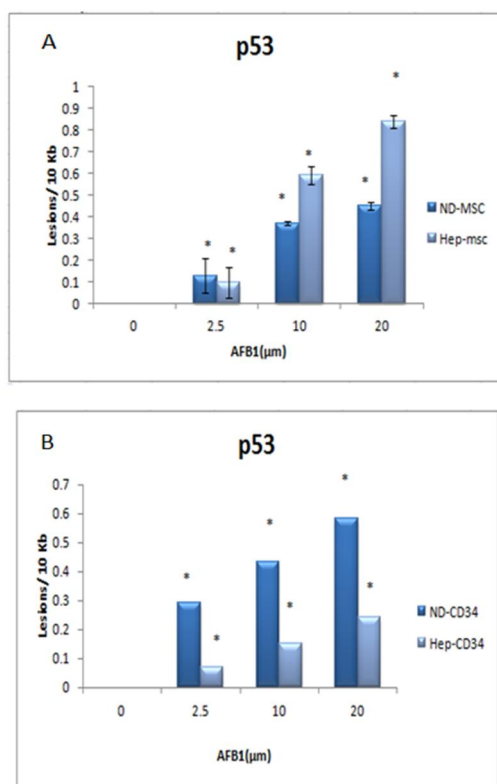 A
p53
Lesions/ 10 Kb
1
0.9
0.8
0.7
0.6
0.5
0.4
0.3
0.2
0.1
0
* * * * * *
0 2.5 10 20
AFB1(µm)
ND-MSC
Hep-msc
B
p53
Lesions/ 10 Kb
0.7
0.6
0.5
0.4
0.3
0.2
0.1
0
* * * * * *
0 2.5 10 20
AFB1(µm)
ND-CD34
Hep-CD34